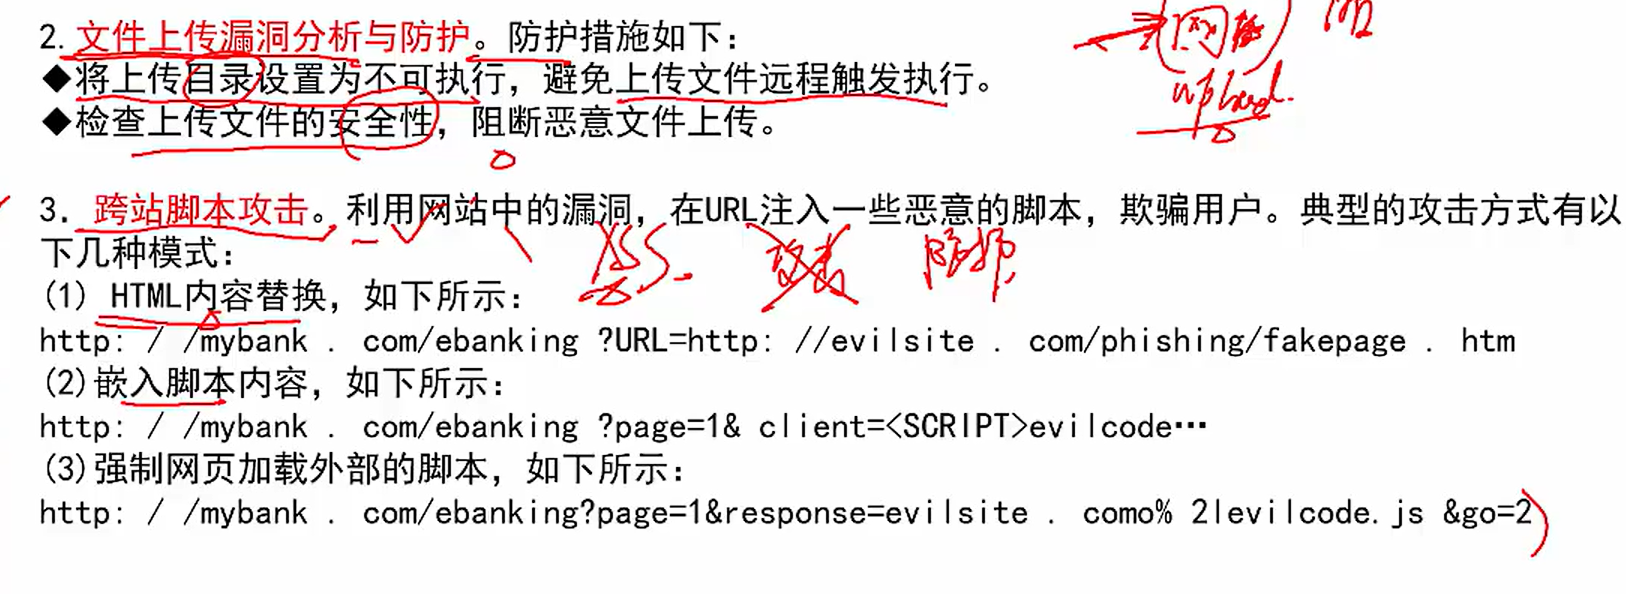 2. 文件上传漏洞分析与防护。防护措施如下：
◆将上传目录设置为不可执行，避免上传文件远程触发执行。
◆检查上传文件的安全性，阻断恶意文件上传。
upload.
3. 跨站脚本攻击。利用网站中的漏洞，在URL注入一些恶意的脚本，欺骗用户。典型的攻击方式有以
下几种模式：
XSS 防护
(1) HTML内容替换，如下所示：
http: / /mybank . com/ebanking ?URL=http: //evilsite . com/phishing/fakepage . htm
(2)嵌入脚本内容，如下所示：
http: / /mybank . com/ebanking ?page=1& client=<SCRIPT>evilcode…
(3)强制网页加载外部的脚本，如下所示：
http: / /mybank . com/ebanking?page=1&response=evilsite . como% 2levilcode.js &go=2